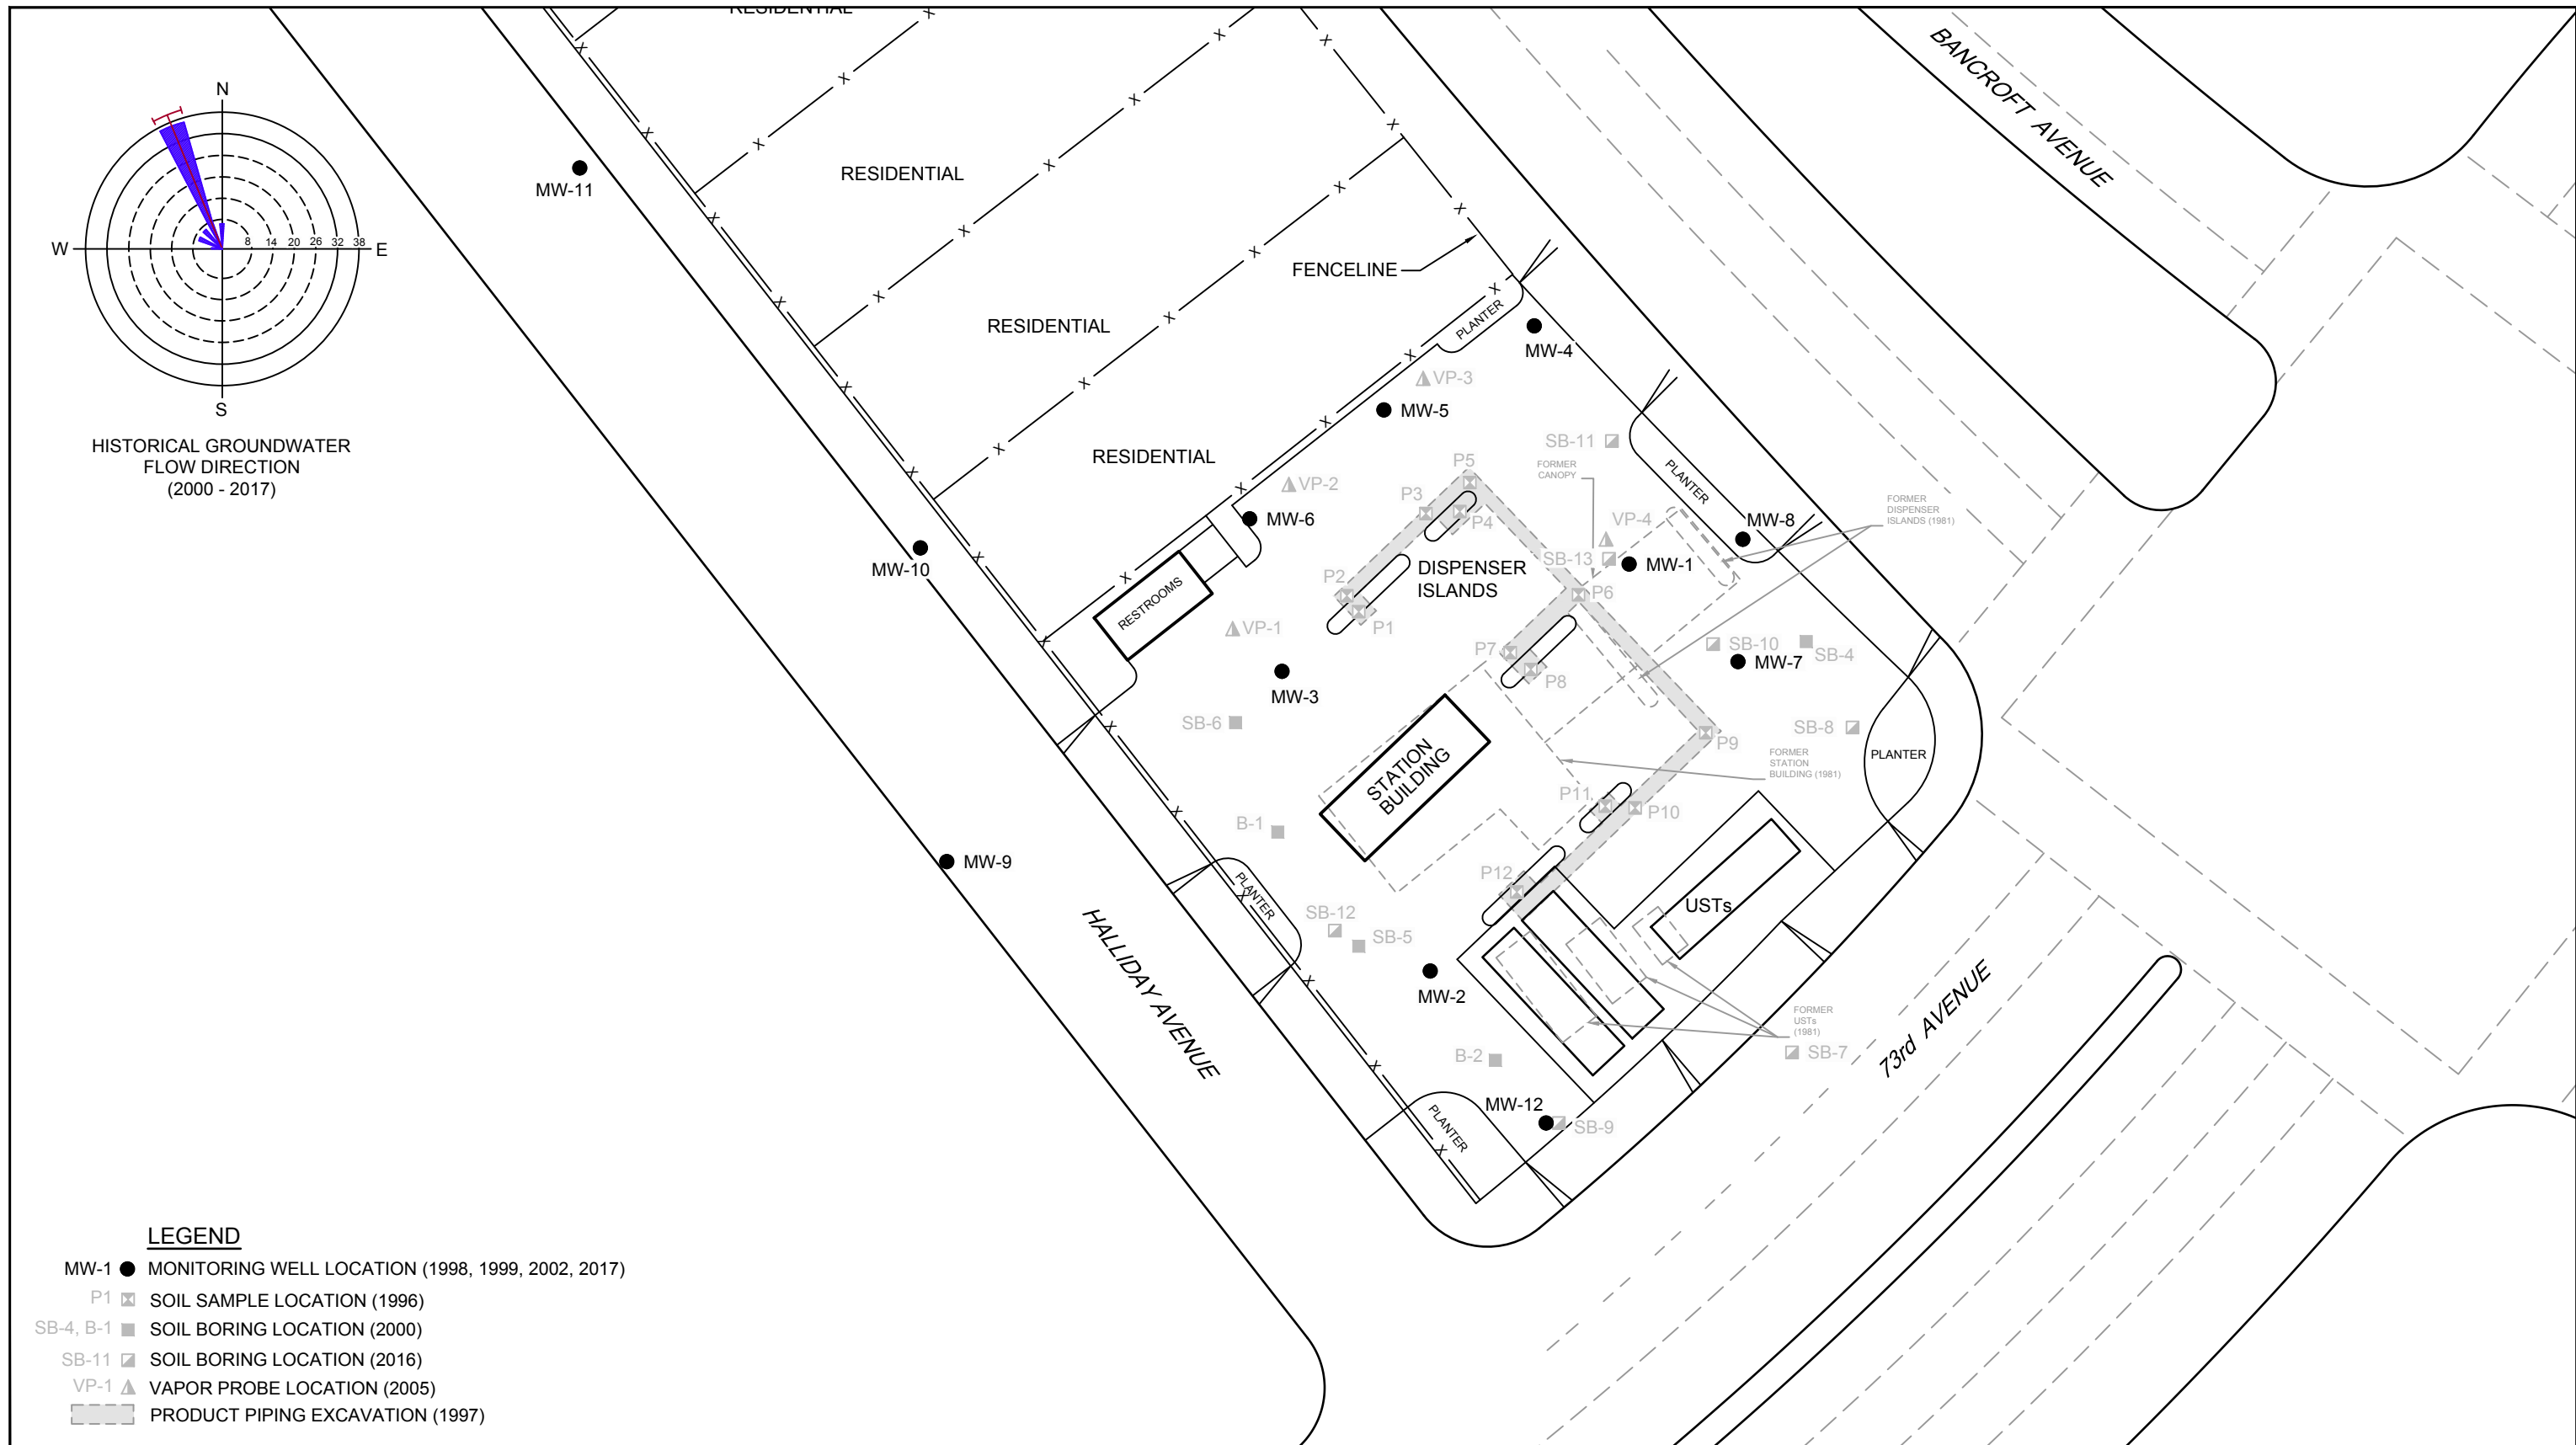 RESIDENTIAL
BANCROFT AVENUE
N
W
E
S
8 14 20 26 32 38
HISTORICAL GROUNDWATER
FLOW DIRECTION
(2000 - 2017)
MW-11
RESIDENTIAL
FENCELINE
RESIDENTIAL
PLANTER
MW-4
VP-3
MW-5
SB-11
RESIDENTIAL
P5
FORMER
CANOPY
PLANTER
VP-2
P3
P4
FORMER
DISPENSER
ISLANDS (1981)
MW-6
VP-4
MW-8
MW-10
SB-13
MW-1
DISPENSER
ISLANDS
P2
P1
P6
RESTROOMS
VP-1
P7
P8
SB-10
SB-4
MW-7
MW-3
SB-6
SB-8
P9
PLANTER
STATION
BUILDING
FORMER
STATION
BUILDING (1981)
P11
P10
B-1
MW-9
P12
PLANTER
USTs
SB-12
SB-5
HALLIDAY AVENUE
MW-2
73rd AVENUE
FORMER
USTs
(1981)
SB-7
B-2
MW-12
SB-9
PLANTER
LEGEND
MW-1 MONITORING WELL LOCATION (1998, 1999, 2002, 2017)
P1 SOIL SAMPLE LOCATION (1996)
SB-4, B-1 SOIL BORING LOCATION (2000)
SB-11 SOIL BORING LOCATION (2016)
VP-1 VAPOR PROBE LOCATION (2005)
PRODUCT PIPING EXCAVATION (1997)